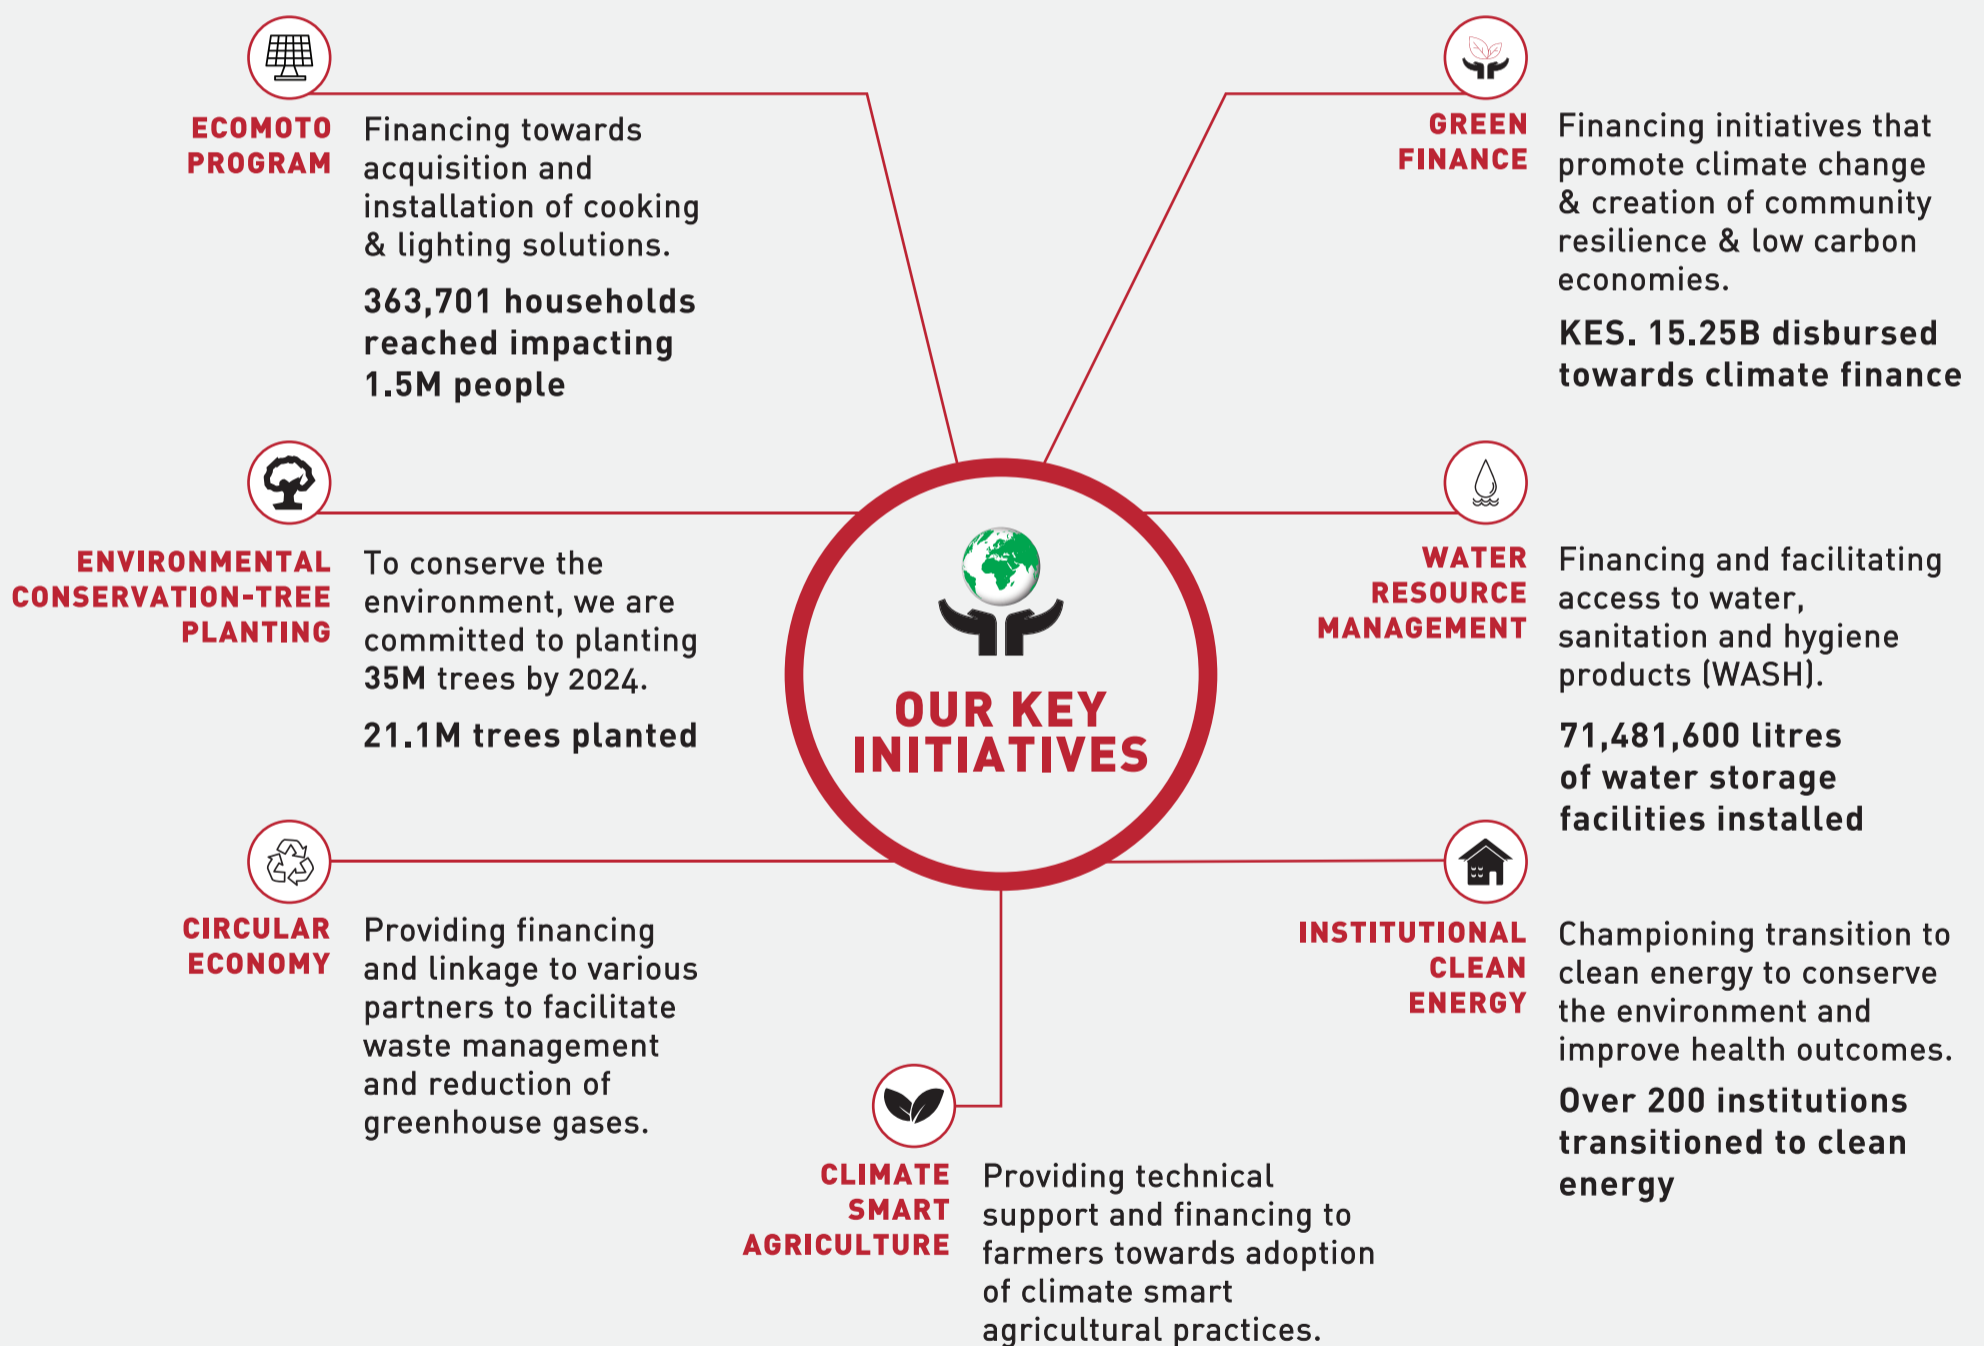 ECOMOTO
PROGRAM
Financing towards
acquisition and
installation of cooking
& lighting solutions.
363,701 households
reached impacting
1.5M people
GREEN
FINANCE
Financing initiatives that
promote climate change
& creation of community
resilience & low carbon
economies.
KES. 15.25B disbursed
towards climate finance
ENVIRONMENTAL
CONSERVATION-TREE
PLANTING
To conserve the
environment, we are
committed to planting
35M trees by 2024.
21.1M trees planted
OUR KEY
INITIATIVES
WATER
RESOURCE
MANAGEMENT
Financing and facilitating
access to water,
sanitation and hygiene
products (WASH).
71,481,600 litres
of water storage
facilities installed
CIRCULAR
ECONOMY
Providing financing
and linkage to various
partners to facilitate
waste management
and reduction of
greenhouse gases.
INSTITUTIONAL
CLEAN
ENERGY
Championing transition to
clean energy to conserve
the environment and
improve health outcomes.
Over 200 institutions
transitioned to clean
energy
CLIMATE
SMART
AGRICULTURE
Providing technical
support and financing to
farmers towards adoption
of climate smart
agricultural practices.